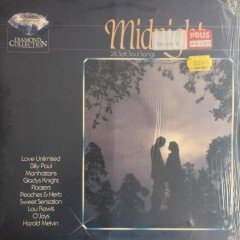 DIAMOND
COLLECTION
Midnight
28 Soft Soul Songs
PRIJS
Love Unlimited
Billy Paul
Manhattans
Gladys Knight
Floaters
Peaches & Herb
Sweet Sensation
Lou Rawls
O'Jays
Harold Melvin